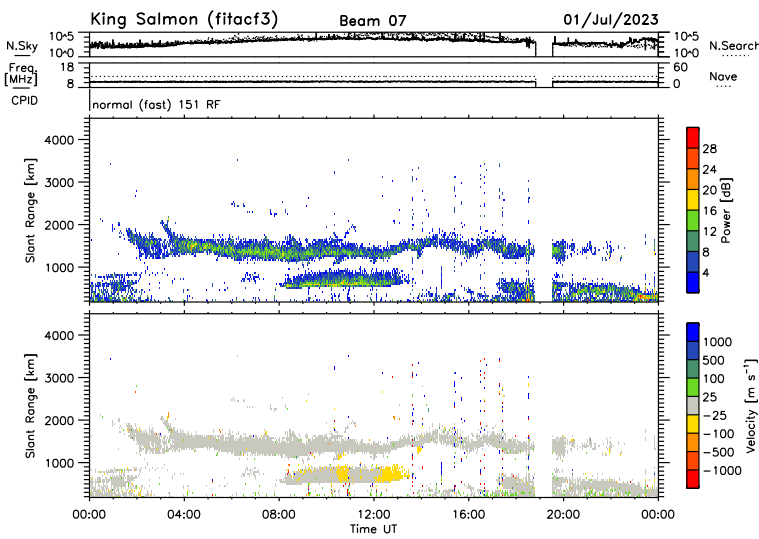 King Salmon (fitacf3) Beam 07 01/Jul/2023
N.Sky 10^5 10^5 N.Search
10^0 10^0
Freq. 18 60 Nave
[MHz] 8 0
CPID normal (fast) 151 RF
Slant Range [km]
4000
3000
2000
1000
28
24
20
16
12
8
4
Power [dB]
Slant Range [km]
4000
3000
2000
1000
1000
500
100
25
−25
−100
−500
−1000
Velocity [m s⁻¹]
00:00 04:00 08:00 12:00 16:00 20:00 00:00
Time UT